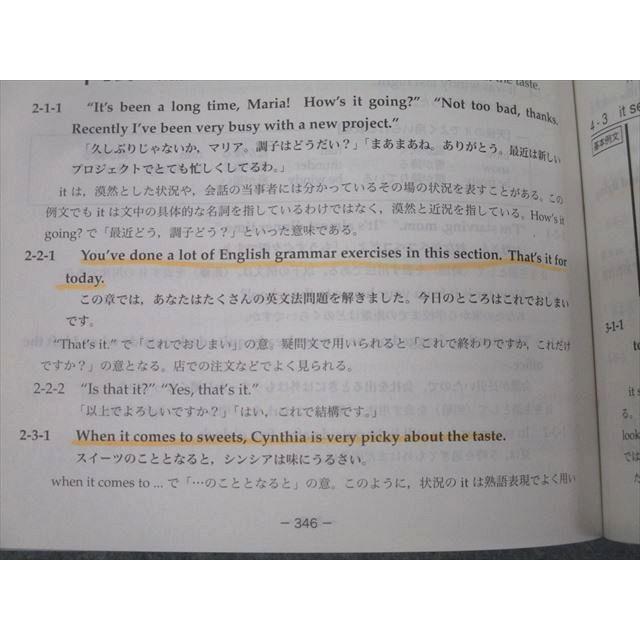 the taste.
2-1-1 “It's been a long time, Maria! How's it going?” “Not too bad, thanks.
Recently I've been very busy with a new project.”
「久しぶりじゃないか，マリア。調子はどうだい？」「まあまあね。ありがとう。最近は新しい
プロジェクトでとても忙しくしてるわ。」
it は，漠然とした状況や，会話の当事者には分かっているその場の状況を表すことがある。この
例文でも it は文中の具体的な名詞を指しているわけではなく，漠然と近況を指している。How's it
going? で「最近どう，調子どう？」といった意味である。
2-2-1 You've done a lot of English grammar exercises in this section. That's it for
today.
この章では，あなたはたくさんの英文法問題を解きました。今日のところはこれでおしまい
です。
“That's it.” で「これでおしまい」の意。疑問文で用いられると「これで終わりですか，これだけ
ですか？」の意となる。店での注文などでよく見られる。
2-2-2 “Is that it?” “Yes, that's it.”
「以上でよろしいですか？」「はい，これで結構です。」
2-3-1 When it comes to sweets, Cynthia is very picky about the taste.
スイーツのこととなると，シンシアは味にうるさい。
when it comes to ... で「…のこととなると」の意。このように，状況の it は熟語表現でよく用い
― 346 ―
4-3 it
基本例文
3-1-1
to
it s
る。
look
では
it